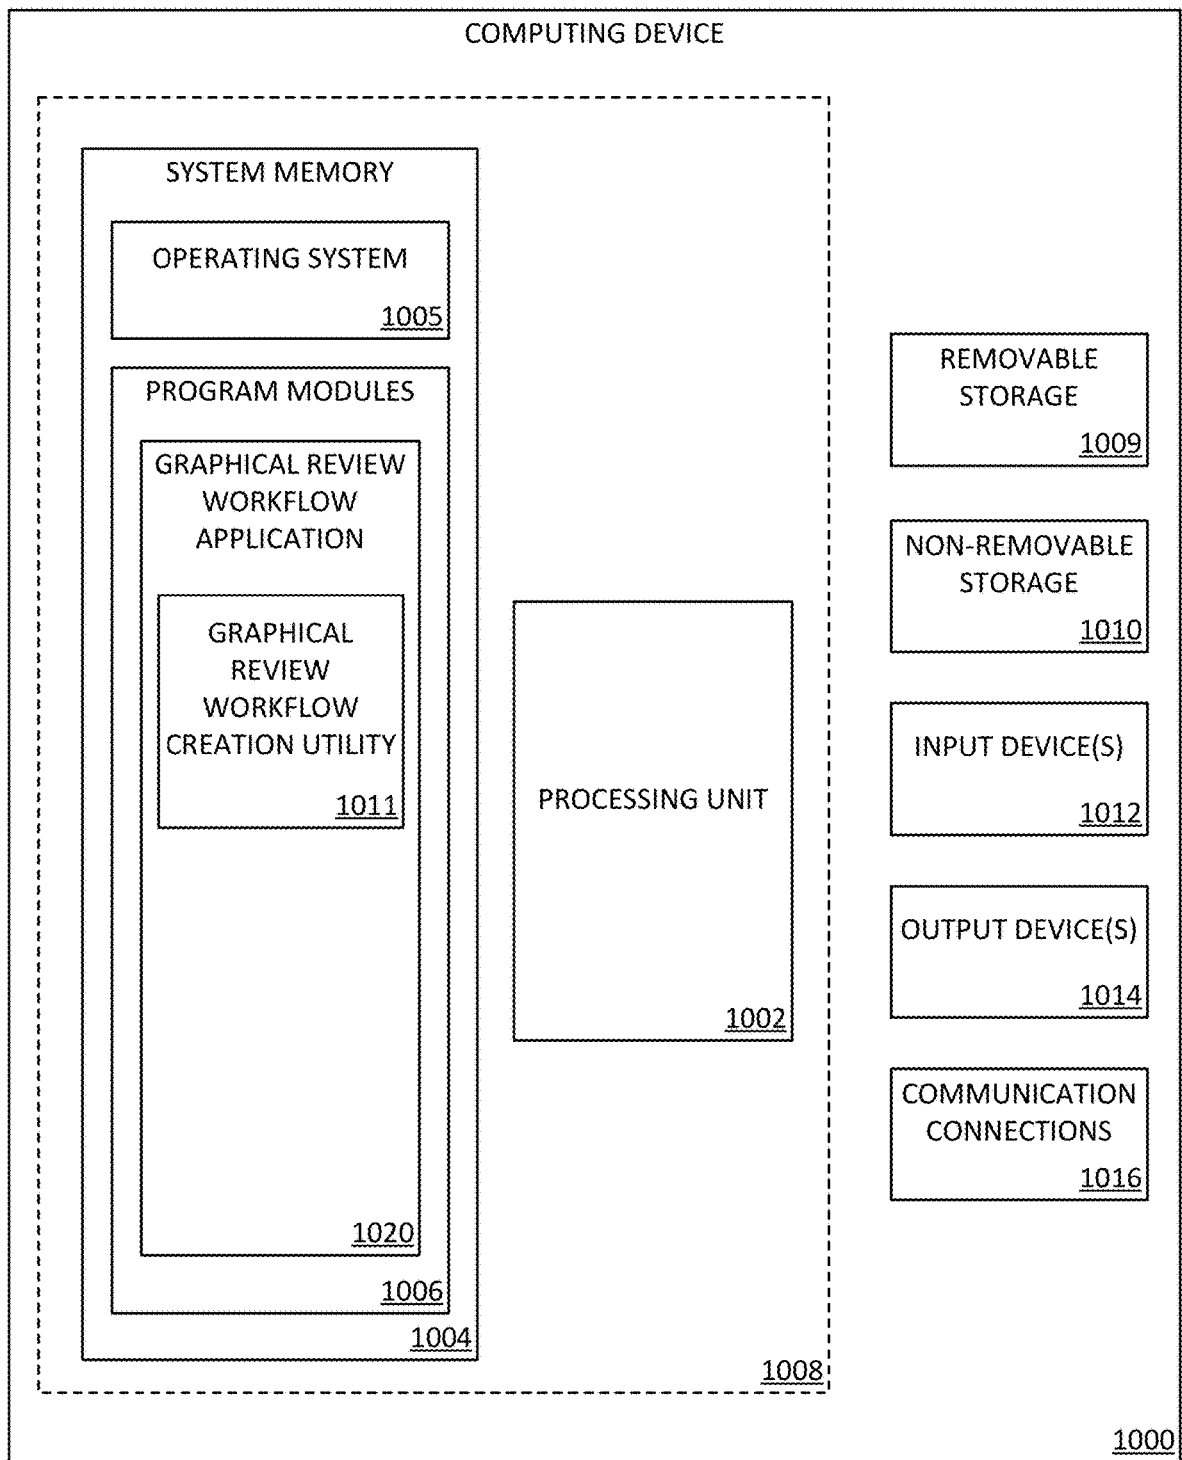 COMPUTING DEVICE
SYSTEM MEMORY
OPERATING SYSTEM
1005
PROGRAM MODULES
GRAPHICAL REVIEW
WORKFLOW
APPLICATION
GRAPHICAL
REVIEW
WORKFLOW
CREATION UTILITY
1011
1020
1006
1004
PROCESSING UNIT
1002
1008
REMOVABLE
STORAGE
1009
NON-REMOVABLE
STORAGE
1010
INPUT DEVICE(S)
1012
OUTPUT DEVICE(S)
1014
COMMUNICATION
CONNECTIONS
1016
1000